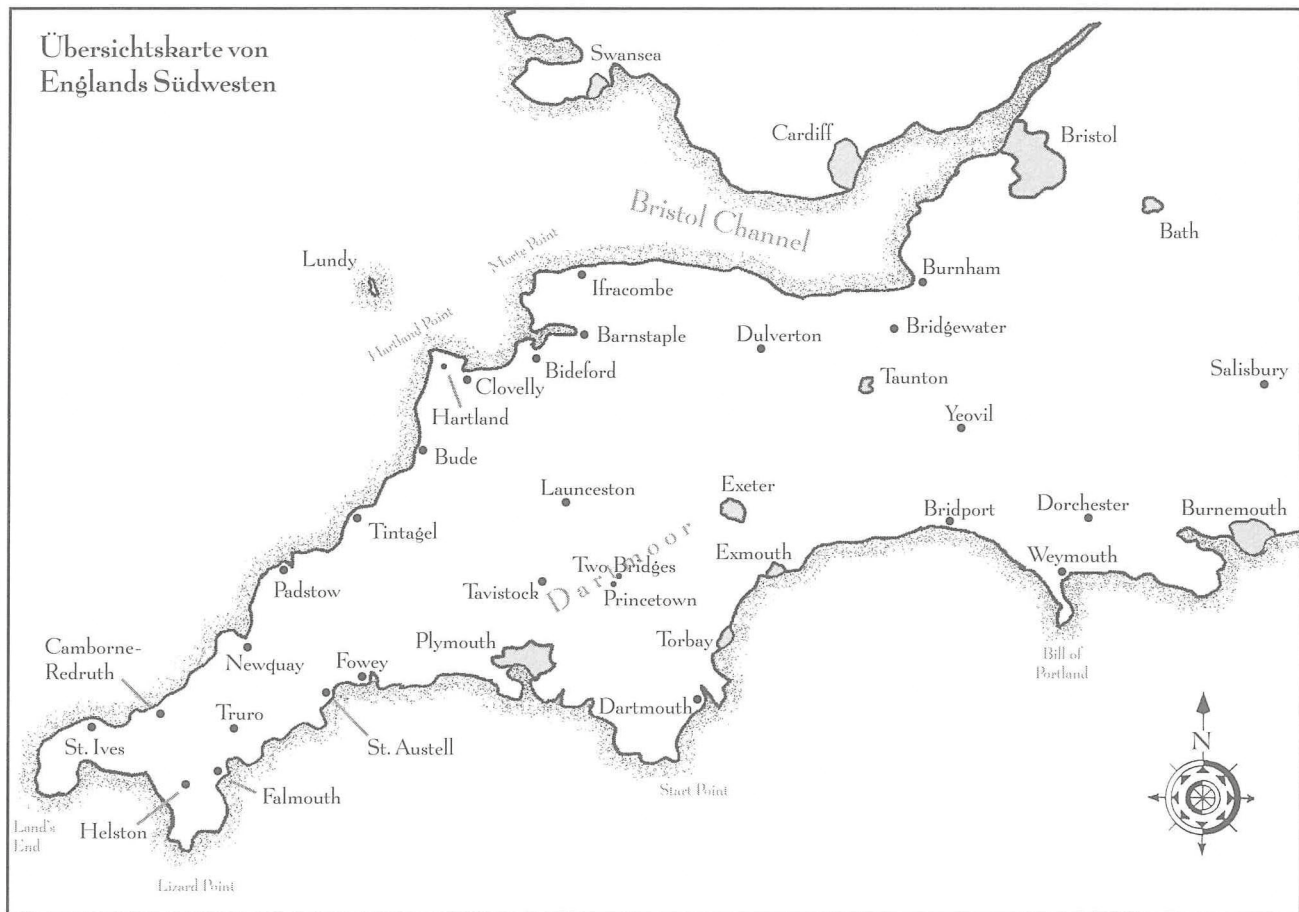 Übersichtskarte von
Englands Südwesten
Swansea
Cardiff
Bristol
Bristol Channel
Bath
Lundy
Morte Point
Ifracombe
Burnham
Hartland Point
Barnstaple
Dulverton
Bridgewater
Bideford
Clovelly
Taunton
Salisbury
Hartland
Yeovil
Bude
Launceston
Exeter
Bridport
Dorchester
Burnemouth
Tintagel
Dartmoor
Exmouth
Weymouth
Two Bridges
Padstow
Tavistock
Princetown
Camborne-
Redruth
Newquay
Fowey
Plymouth
Torbay
Bill of
Portland
Truro
Dartmouth
St. Ives
St. Austell
N
Start Point
Falmouth
Land's
End
Helston
Lizard Point